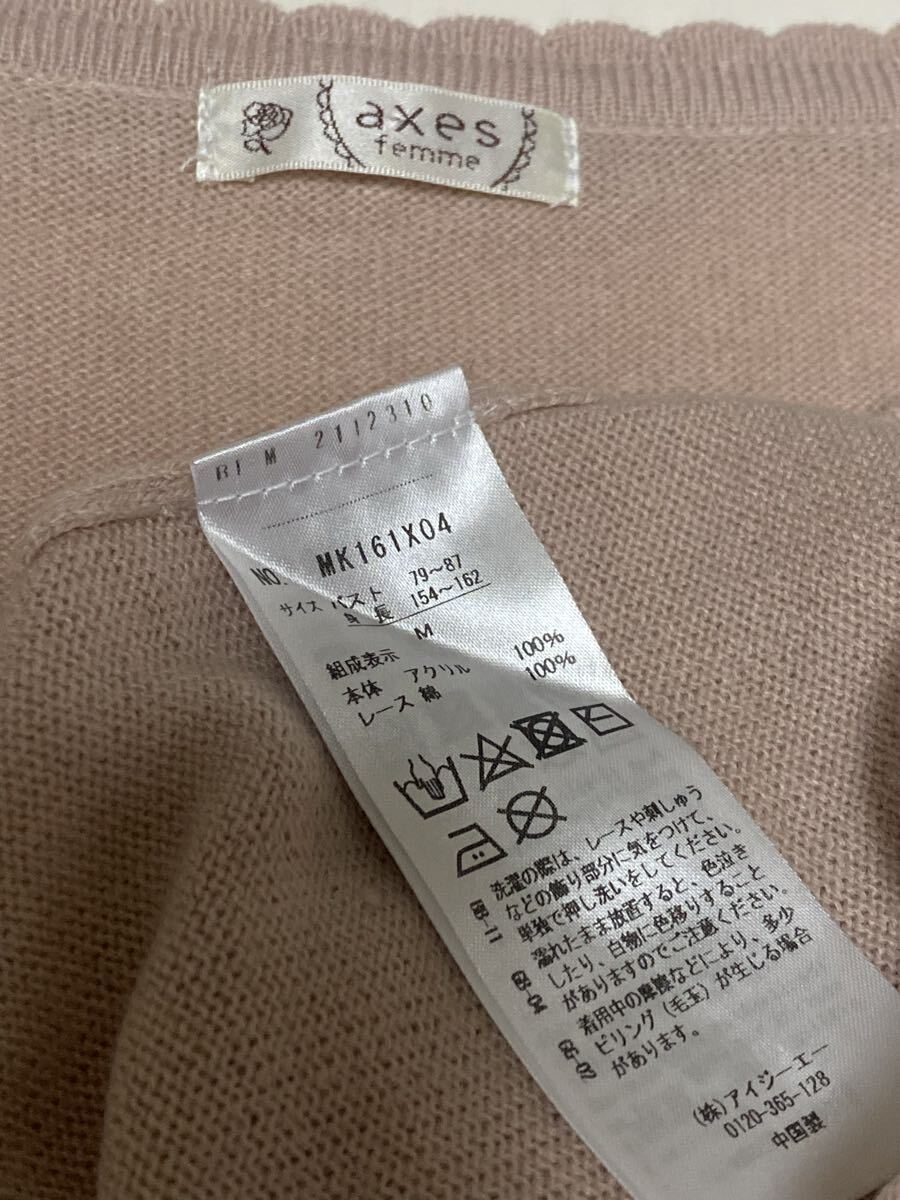 axes
femme
BI M 2112310
NO. MK161X04
サイズ バスト 79～87
身 長 154～162
M
組成表示
本体 アクリル 100%
レース 綿 100%
洗濯の際は、レースや刺しゅう
などの飾り部分に気をつけて、
単独で押し洗いをしてください。
濡れたまま放置すると、色泣き
したり、白物に色移りすること
がありますのでご注意ください。
着用中の摩擦などにより、多少
ピリング（毛玉）が生じる場合
があります。
(株)アイジーエー
0120-365-128
中国製